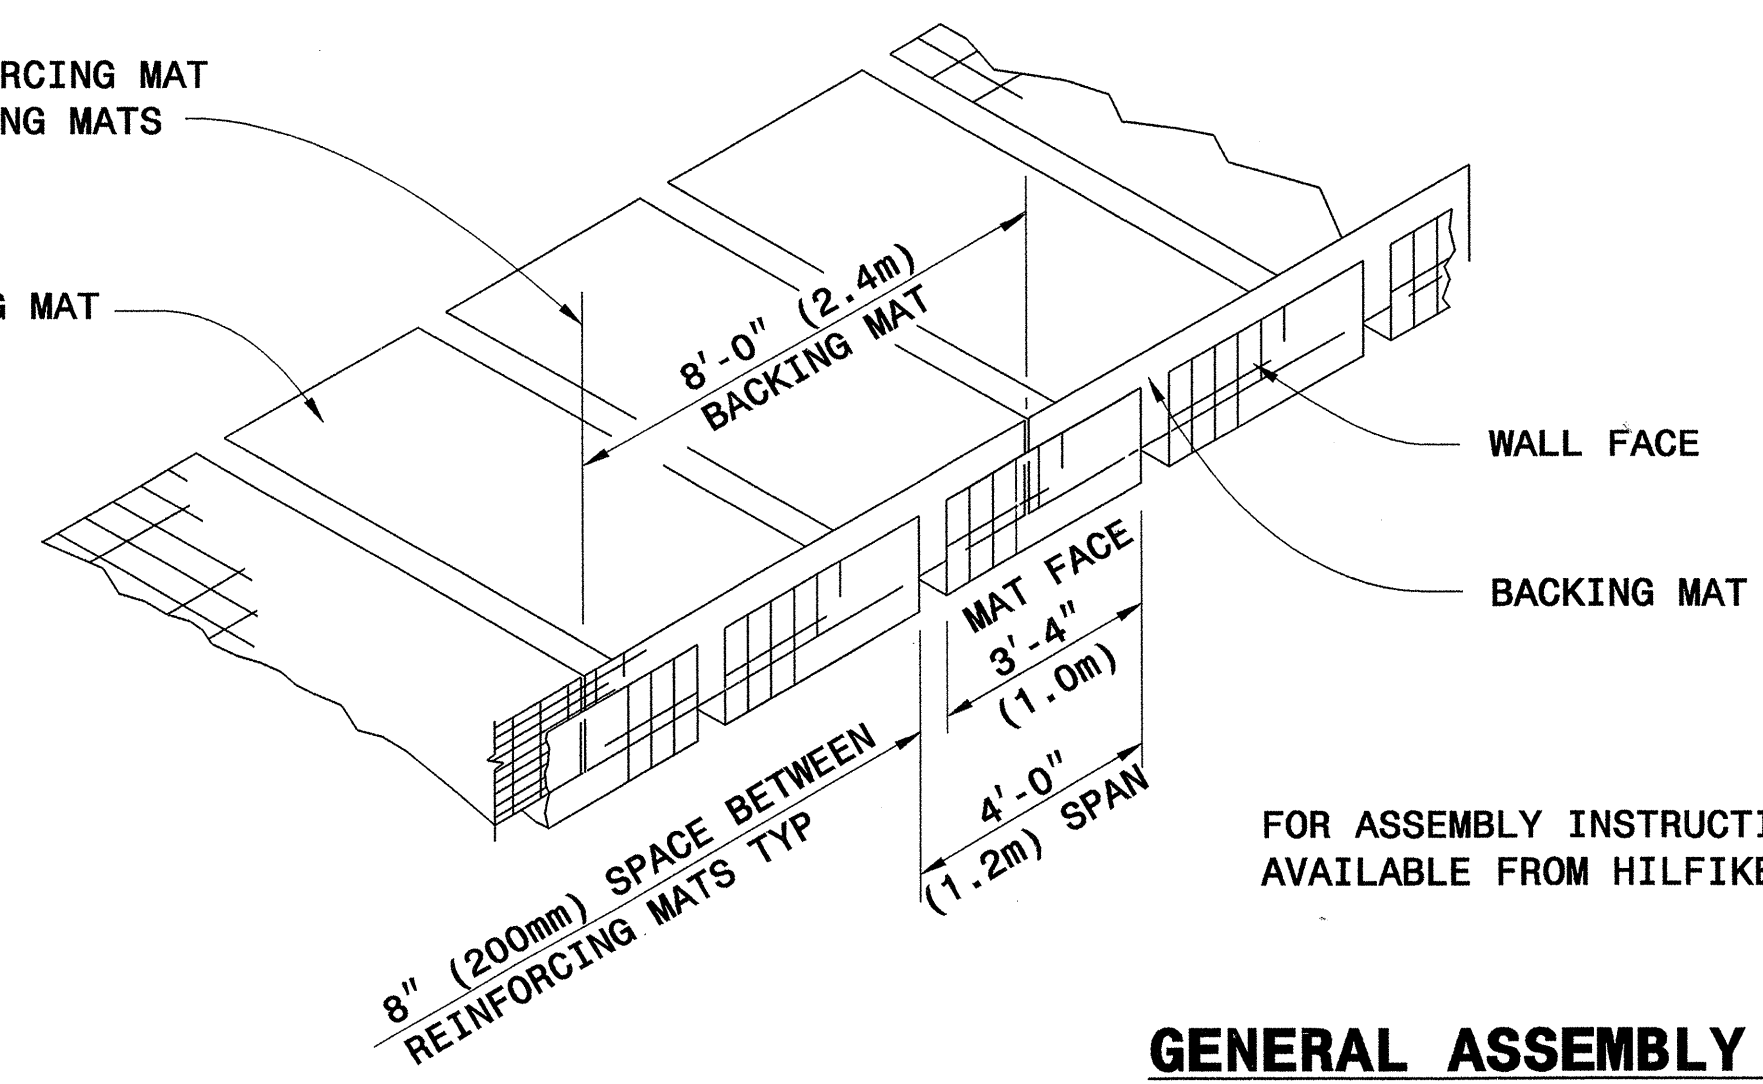 RCING MAT
NG MATS
G MAT
8'-0" (2.4m)
BACKING MAT
WALL FACE
BACKING MAT
MAT FACE
3'-4"
(1.0m)
4'-0"
(1.2m) SPAN
8" (200mm) SPACE BETWEEN
REINFORCING MATS TYP
FOR ASSEMBLY INSTRUCTI
AVAILABLE FROM HILFIKE
GENERAL ASSEMBLY